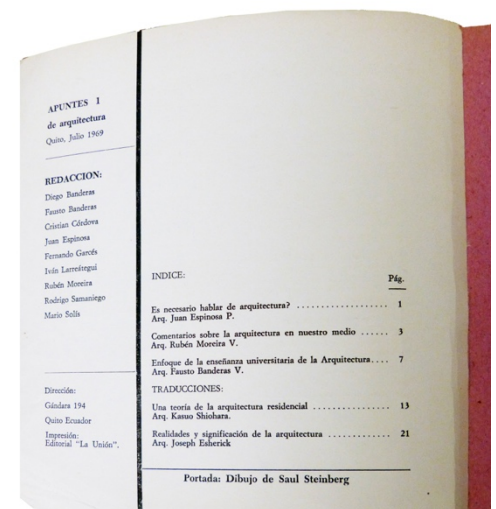 APUNTES 1
de arquitectura
Quito, Julio 1969
REDACCION:
Diego Banderas
Fausto Banderas
Cristian Córdova
Juan Espinosa
Fernando Garcés
Iván Larreátegui
Rubén Moreira
Rodrigo Samaniego
Mario Solís
Dirección:
Gándara 194
Quito Ecuador
Impresión:
Editorial "La Unión".
INDICE: Pág.
Es necesario hablar de arquitectura? ................... 1
Arq. Juan Espinosa P.
Comentarios sobre la arquitectura en nuestro medio ...... 3
Arq. Rubén Moreira V.
Enfoque de la enseñanza univertitaria de la Arquitectura.... 7
Arq. Fausto Banderas V.
TRADUCCIONES:
Una teoría de la arquitectura residencial ................ 13
Arq. Kasuo Shiohara.
Realidades y significación de la arquitectura ............. 21
Arq. Joseph Esherick
Portada: Dibujo de Saul Steinberg